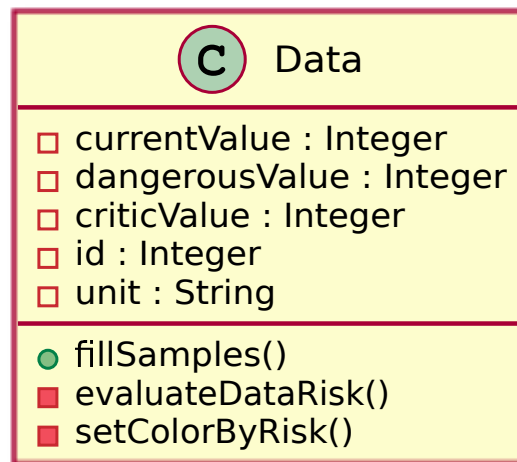 C Data
currentValue : Integer
dangerousValue : Integer
criticValue : Integer
id : Integer
unit : String
fillSamples()
evaluateDataRisk()
setColorByRisk()